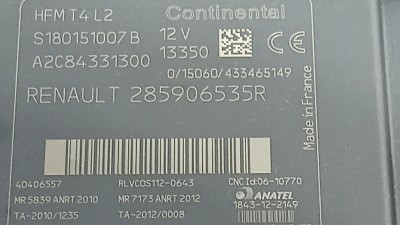 HFM T4 L2 Continental
S180151007B 12 V
A2C84331300 13350 CE
0/15060/433465149
RENAULT 285906535R
Made in France
40406557 RLVCOS112-0643 CNC Id:06-10770
MR 5839 ANRT 2010 MR 7173 ANRT 2012 ANATEL
TA-2010/1235 TA-2012/0008 1843-12-2149